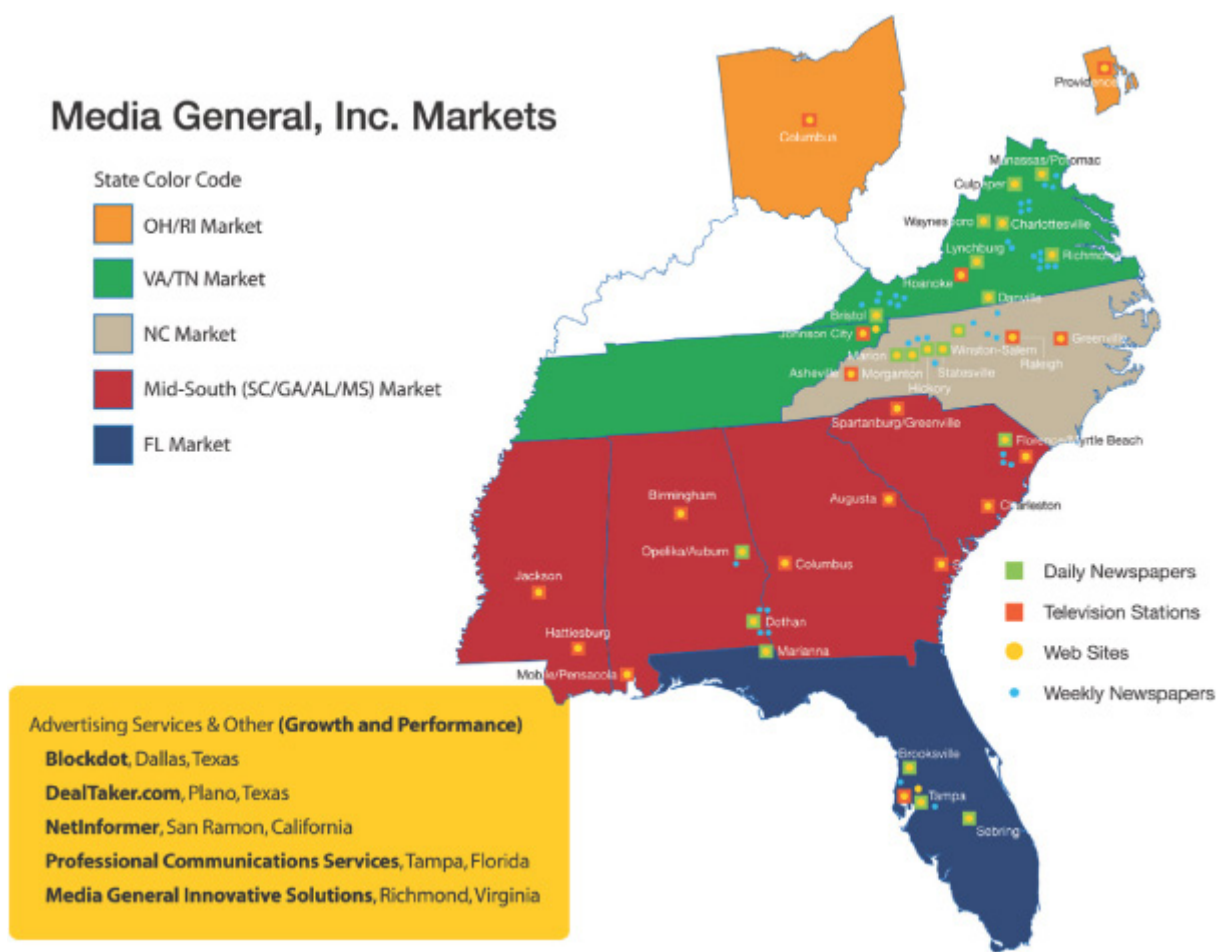 Media General, Inc. Markets
State Color Code
OH/RI Market
VA/TN Market
NC Market
Mid-South (SC/GA/AL/MS) Market
FL Market
Columbus
Providence
Culpeper
Charlottesville
Lynchburg
Richmond
Roanoke
Danville
Bristol
Johnson City
Marion
Winston-Salem
Greenville
Asheville
Morganton
Statesville
Raleigh
Hickory
Spartanburg/Greenville
Florence/Myrtle Beach
Birmingham
Augusta
Charleston
Opelika/Auburn
Columbus
Jackson
Dothan
Hattiesburg
Marianna
Mobile/Pensacola
Brooksville
Tampa
Sebring
Daily Newspapers
Television Stations
Web Sites
Weekly Newspapers
Advertising Services & Other (Growth and Performance)
Blockdot, Dallas, Texas
DealTaker.com, Plano, Texas
NetInformer, San Ramon, California
Professional Communications Services, Tampa, Florida
Media General Innovative Solutions, Richmond, Virginia